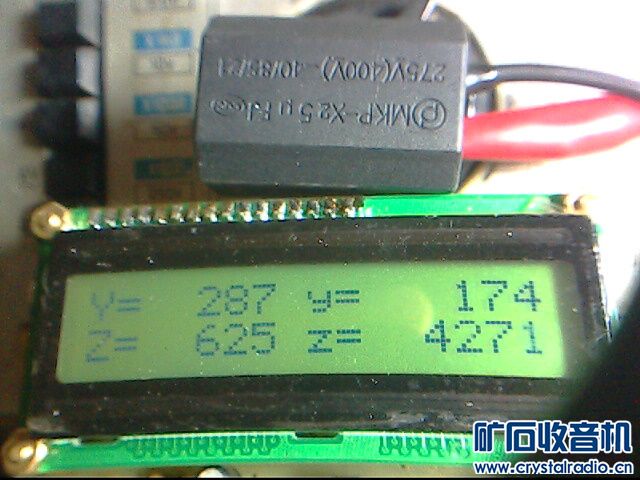 275V(400V)~40/85/21
MKP-X2 5µF
Y= 287 y= 174
Z= 625 z= 4271
矿石收音机
www.crystalradio.cn